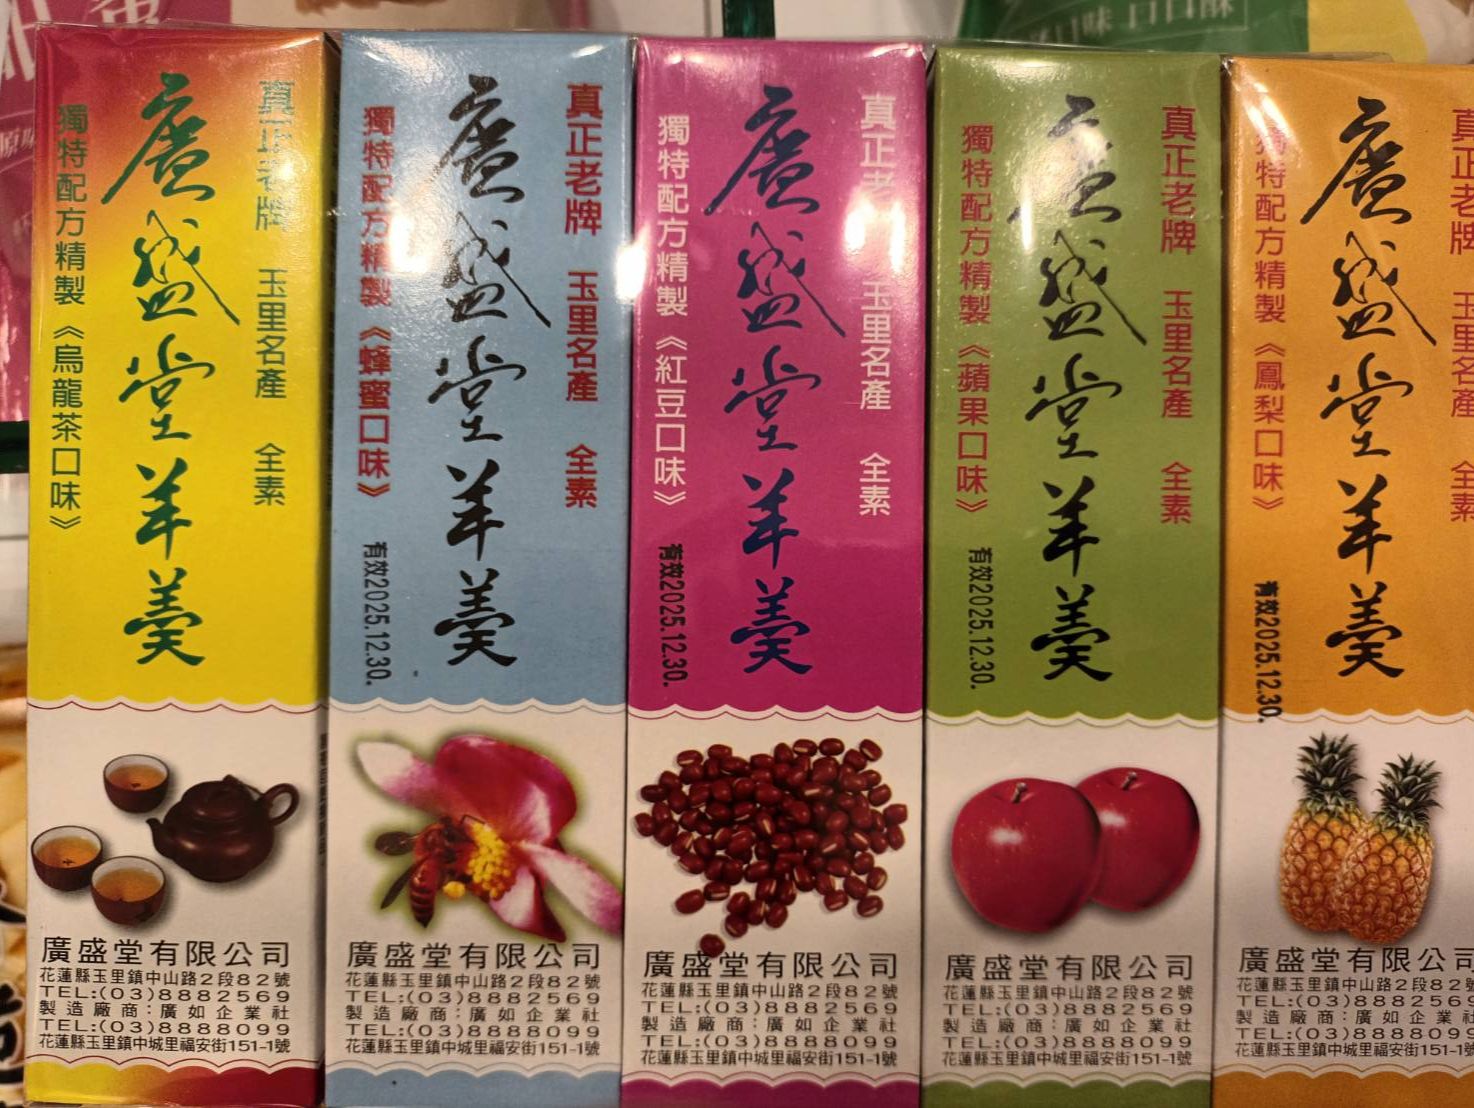 真正老牌 玉里名產 全素
廣盛堂羊羹
獨特配方精製《烏龍茶口味》
廣盛堂有限公司
花蓮縣玉里鎮中山路2段82號
TEL:(03)8882569
製造廠商:廣如企業社
TEL:(03)8888099
花蓮縣玉里鎮中城里福安街151-1號
真正老牌 玉里名產 全素
廣盛堂羊羹
獨特配方精製《蜂蜜口味》
有效2025.12.30.
廣盛堂有限公司
花蓮縣玉里鎮中山路2段82號
TEL:(03)8882569
製造廠商:廣如企業社
TEL:(03)8888099
花蓮縣玉里鎮中城里福安街151-1號
真正老牌 玉里名產 全素
廣盛堂羊羹
獨特配方精製《紅豆口味》
有效2025.12.30.
廣盛堂有限公司
花蓮縣玉里鎮中山路2段82號
TEL:(03)8882569
製造廠商:廣如企業社
TEL:(03)8888099
花蓮縣玉里鎮中城里福安街151-1號
真正老牌 玉里名產 全素
廣盛堂羊羹
獨特配方精製《蘋果口味》
有效2025.12.30.
廣盛堂有限公司
花蓮縣玉里鎮中山路2段82號
TEL:(03)8882569
製造廠商:廣如企業社
TEL:(03)8888099
花蓮縣玉里鎮中城里福安街151-1號
真正老牌 玉里名產 全素
廣盛堂羊羹
獨特配方精製《鳳梨口味》
有效2025.12.30.
廣盛堂有限公司
花蓮縣玉里鎮中山路2段82號
TEL:(03)8882569
製造廠商:廣如企業社
TEL:(03)888809
花蓮縣玉里鎮中城里福安街151-1號